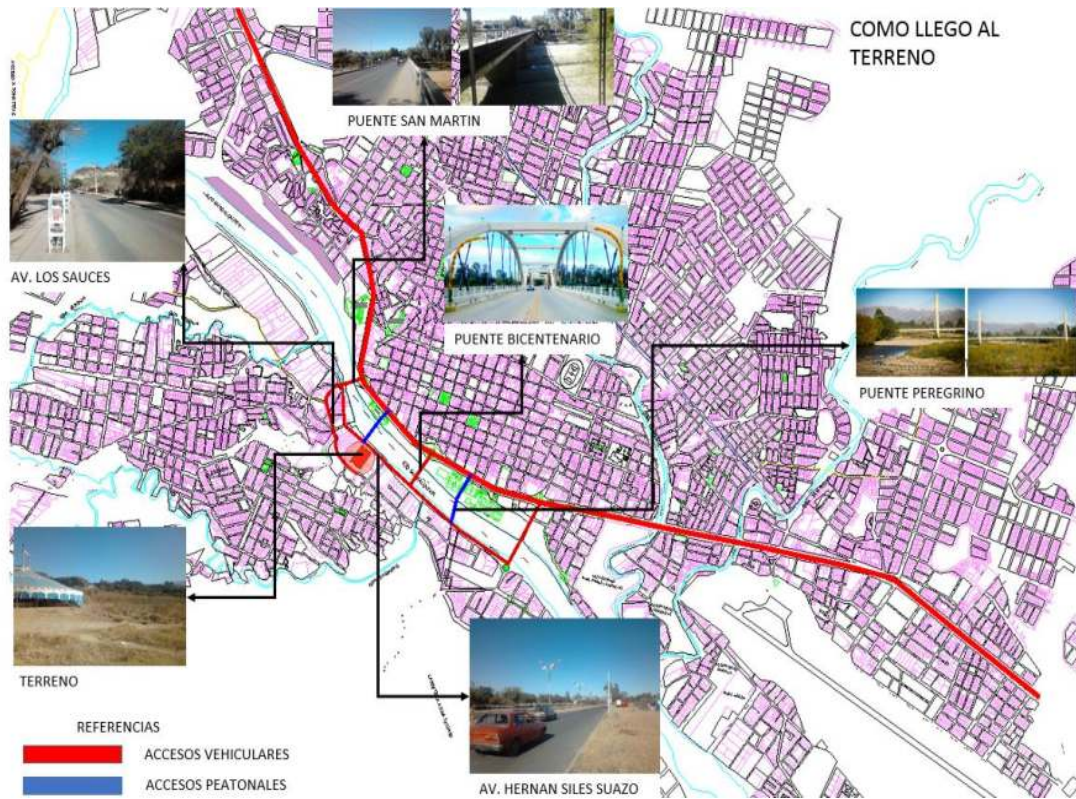 COMO LLEGO AL
TERRENO
PUENTE SAN MARTIN
AV. LOS SAUCES
PUENTE BICENTENARIO
PUENTE PEREGRINO
TERRENO
AV. HERNAN SILES SUAZO
REFERENCIAS
ACCESOS VEHICULARES
ACCESOS PEATONALES